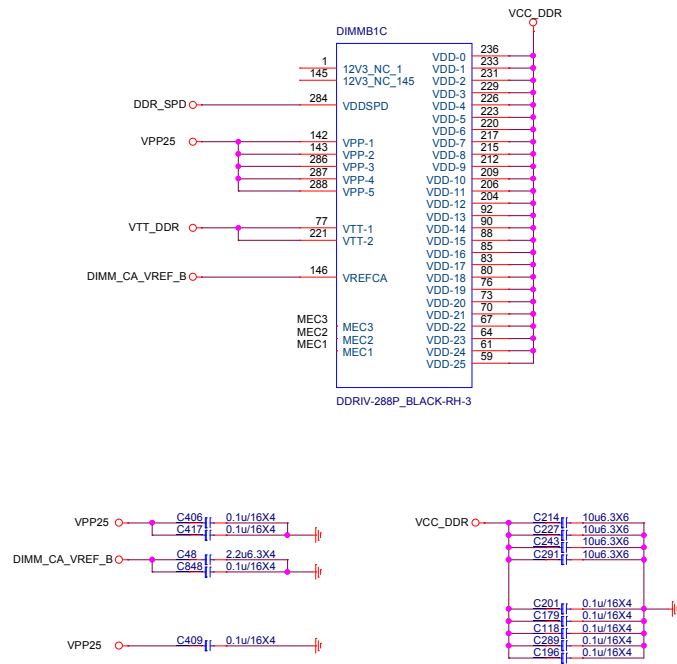 VCC_DDR
DIMMB1C
1 12V3_NC_1
145 12V3_NC_145
DDR_SPD 284 VDDSPD
VPP25 142 VPP-1
143 VPP-2
286 VPP-3
287 VPP-4
288 VPP-5
VTT_DDR 77 VTT-1
221 VTT-2
DIMM_CA_VREF_B 146 VREFCA
MEC3 MEC3
MEC2 MEC2
MEC1 MEC1
VDD-0 236
VDD-1 233
VDD-2 231
VDD-3 229
VDD-4 226
VDD-5 223
VDD-6 220
VDD-7 217
VDD-8 215
VDD-9 212
VDD-10 209
VDD-11 206
VDD-12 204
VDD-13 92
VDD-14 90
VDD-15 88
VDD-16 85
VDD-17 83
VDD-18 80
VDD-19 76
VDD-20 73
VDD-21 70
VDD-22 67
VDD-23 64
VDD-24 61
VDD-25 59
DDRIV-288P_BLACK-RH-3
VPP25 C406 0.1u/16X4
C417 0.1u/16X4
DIMM_CA_VREF_B C48 2.2u6.3X4
C848 0.1u/16X4
VPP25 C409 0.1u/16X4
VCC_DDR C214 10u6.3X6
C227 10u6.3X6
C243 10u6.3X6
C291 10u6.3X6
C201 0.1u/16X4
C179 0.1u/16X4
C118 0.1u/16X4
C289 0.1u/16X4
C196 0.1u/16X4